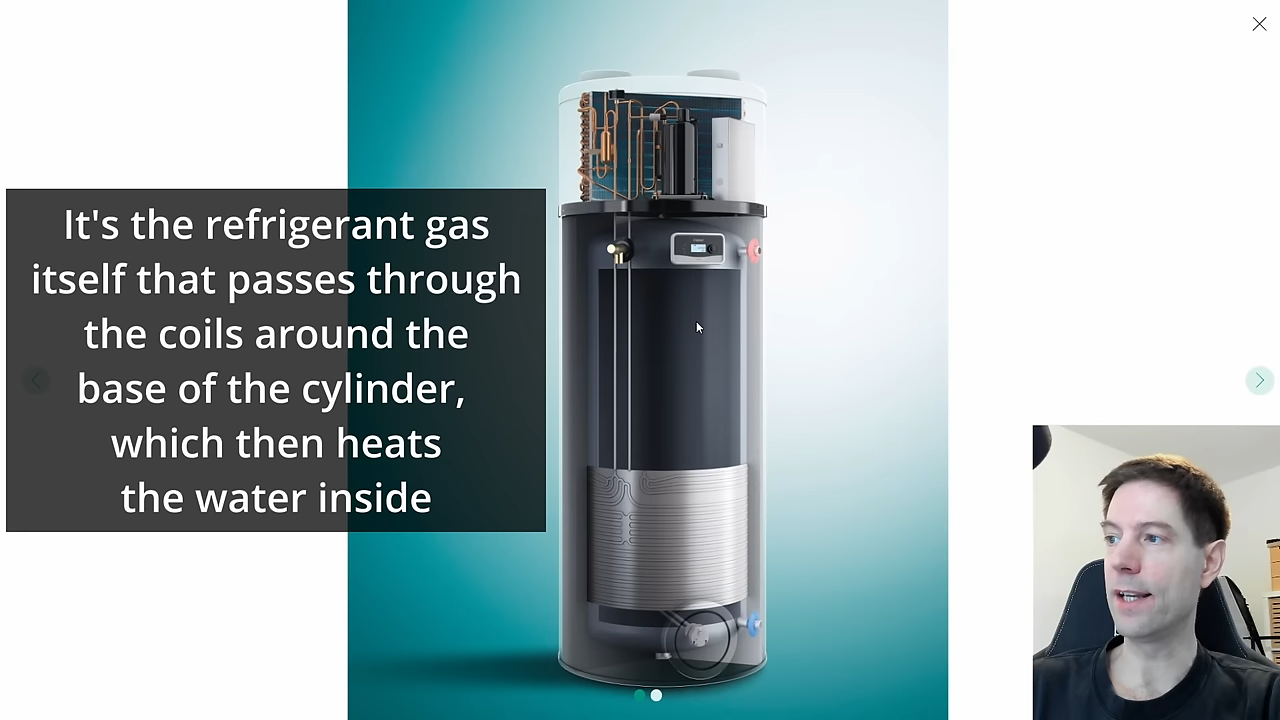 It's the refrigerant gas
itself that passes through
the coils around the
base of the cylinder,
which then heats
the water inside